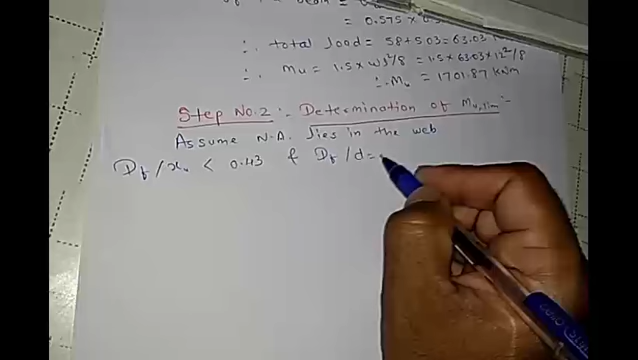 = 0.575 x 0.
∴ total load = 58 + 5.03 = 63.03
∴ Mu = 1.5 x wl²/8 = 1.5 x 63.03 x 12²/8
∴ Mu = 1701.87 kNm
Step No. 2 :- Determination of Mu,lim :-
Assume N.A. lies in the web
Df / xu < 0.43 & Df / d =